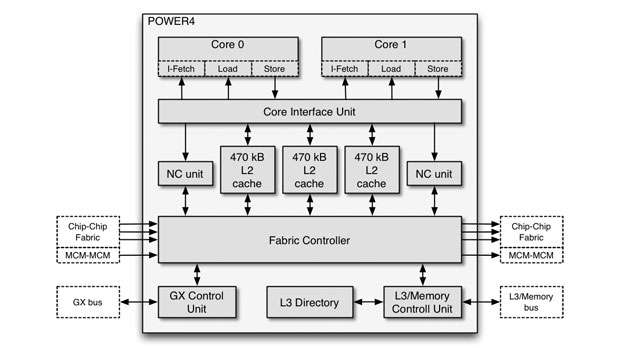 POWER4
Core 0
Core 1
I-Fetch
Load
Store
I-Fetch
Load
Store
Core Interface Unit
NC unit
470 kB
L2
cache
470 kB
L2
cache
470 kB
L2
cache
NC unit
Chip-Chip
Fabric
MCM-MCM
Fabric Controller
Chip-Chip
Fabric
MCM-MCM
GX bus
GX Control
Unit
L3 Directory
L3/Memory
Controll Unit
L3/Memory
bus